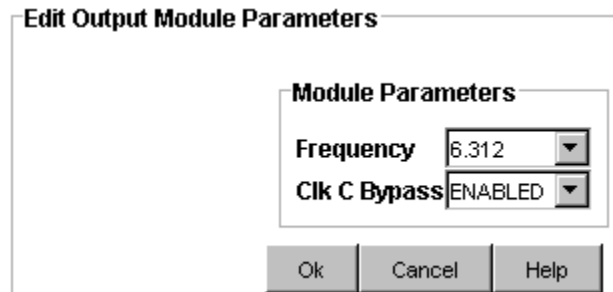 Edit Output Module Parameters
Module Parameters
Frequency 6.312
Clk C Bypass ENABLED
Ok Cancel Help